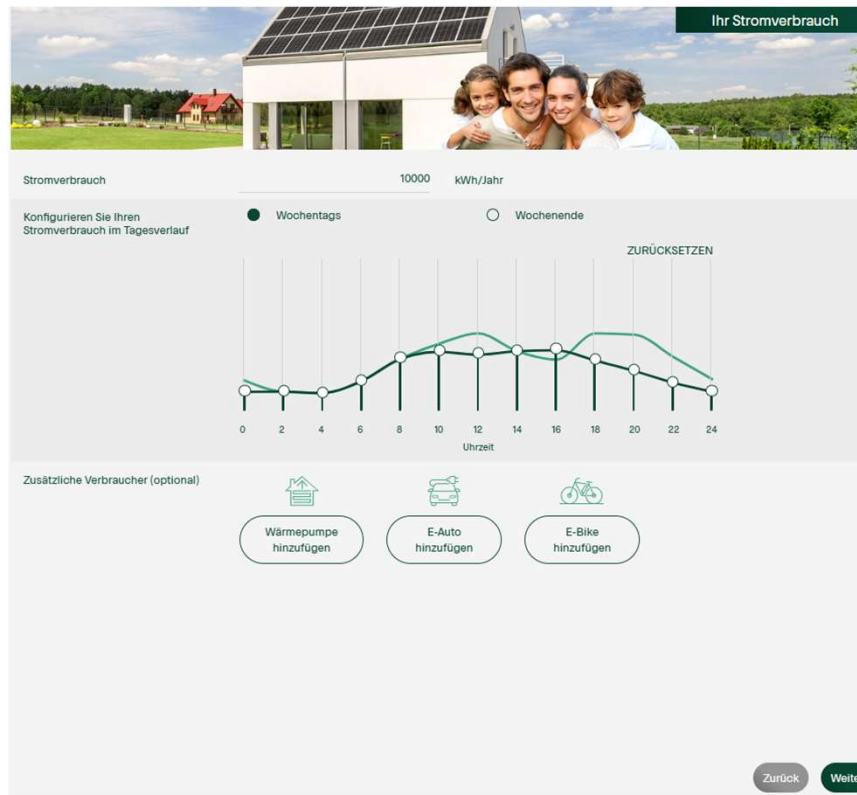 Ihr Stromverbrauch
Stromverbrauch 10000 kWh/Jahr
Konfigurieren Sie Ihren
Stromverbrauch im Tagesverlauf
Wochentags Wochenende
ZURÜCKSETZEN
0 2 4 6 8 10 12 14 16 18 20 22 24
Uhrzeit
Zusätzliche Verbraucher (optional)
Wärmepumpe
hinzufügen
E-Auto
hinzufügen
E-Bike
hinzufügen
Zurück Weite